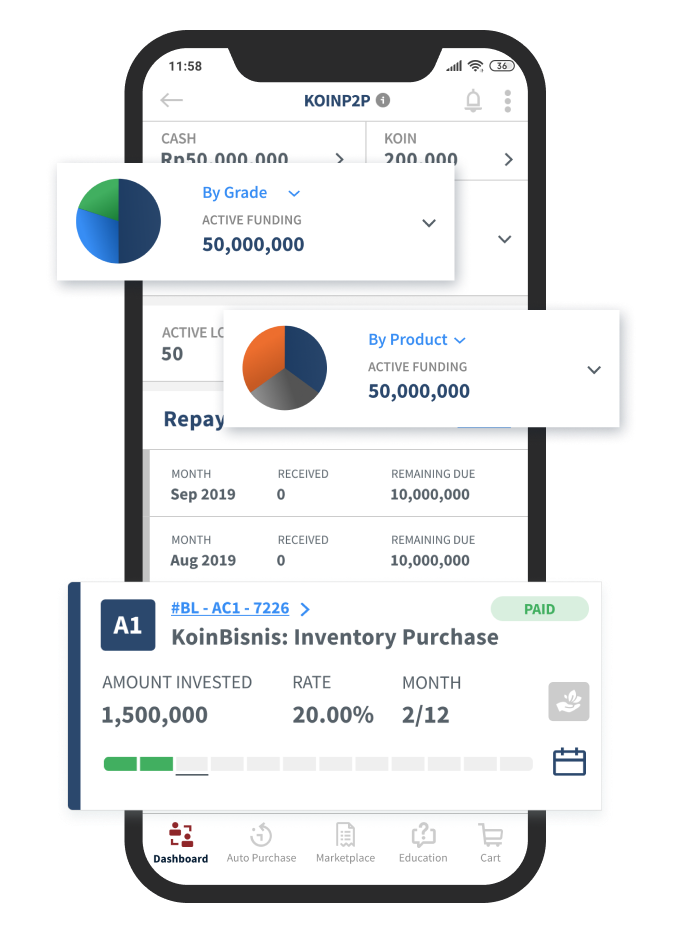 11:58
36
KOINP2P
CASH
Rp50,000,000
KOIN
200,000
By Grade
ACTIVE FUNDING
50,000,000
ACTIVE LO
50
By Product
ACTIVE FUNDING
50,000,000
Repay
MONTH RECEIVED REMAINING DUE
Sep 2019 0 10,000,000
MONTH RECEIVED REMAINING DUE
Aug 2019 0 10,000,000
A1
#BL - AC1 - 7226
PAID
KoinBisnis: Inventory Purchase
AMOUNT INVESTED RATE MONTH
1,500,000 20.00% 2/12
Dashboard Auto Purchase Marketplace Education Cart